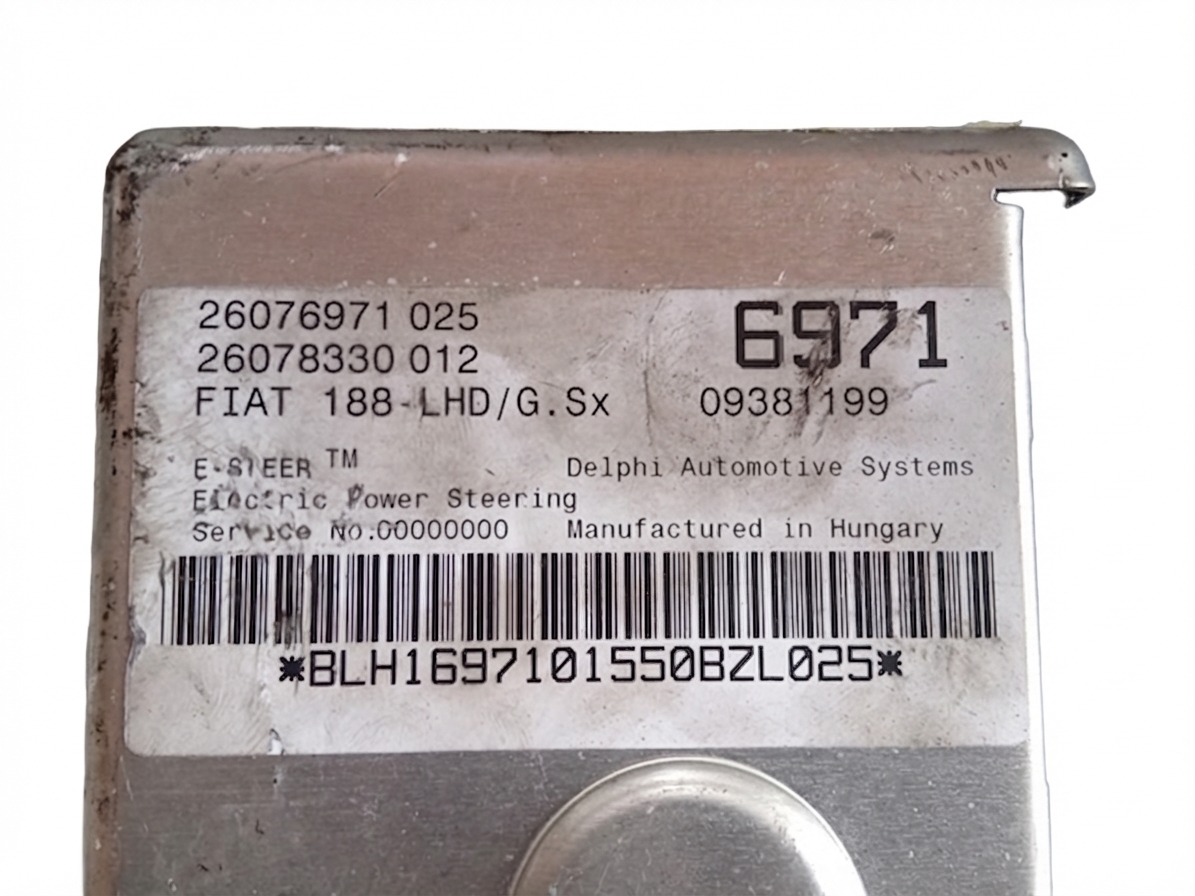 26076971 025 6971
26078330 012
FIAT 188-LHD/G.Sx 09381199
E-STEER TM Delphi Automotive Systems
Electric Power Steering
Service No.00000000 Manufactured in Hungary
*BLH1697101550BZL025*